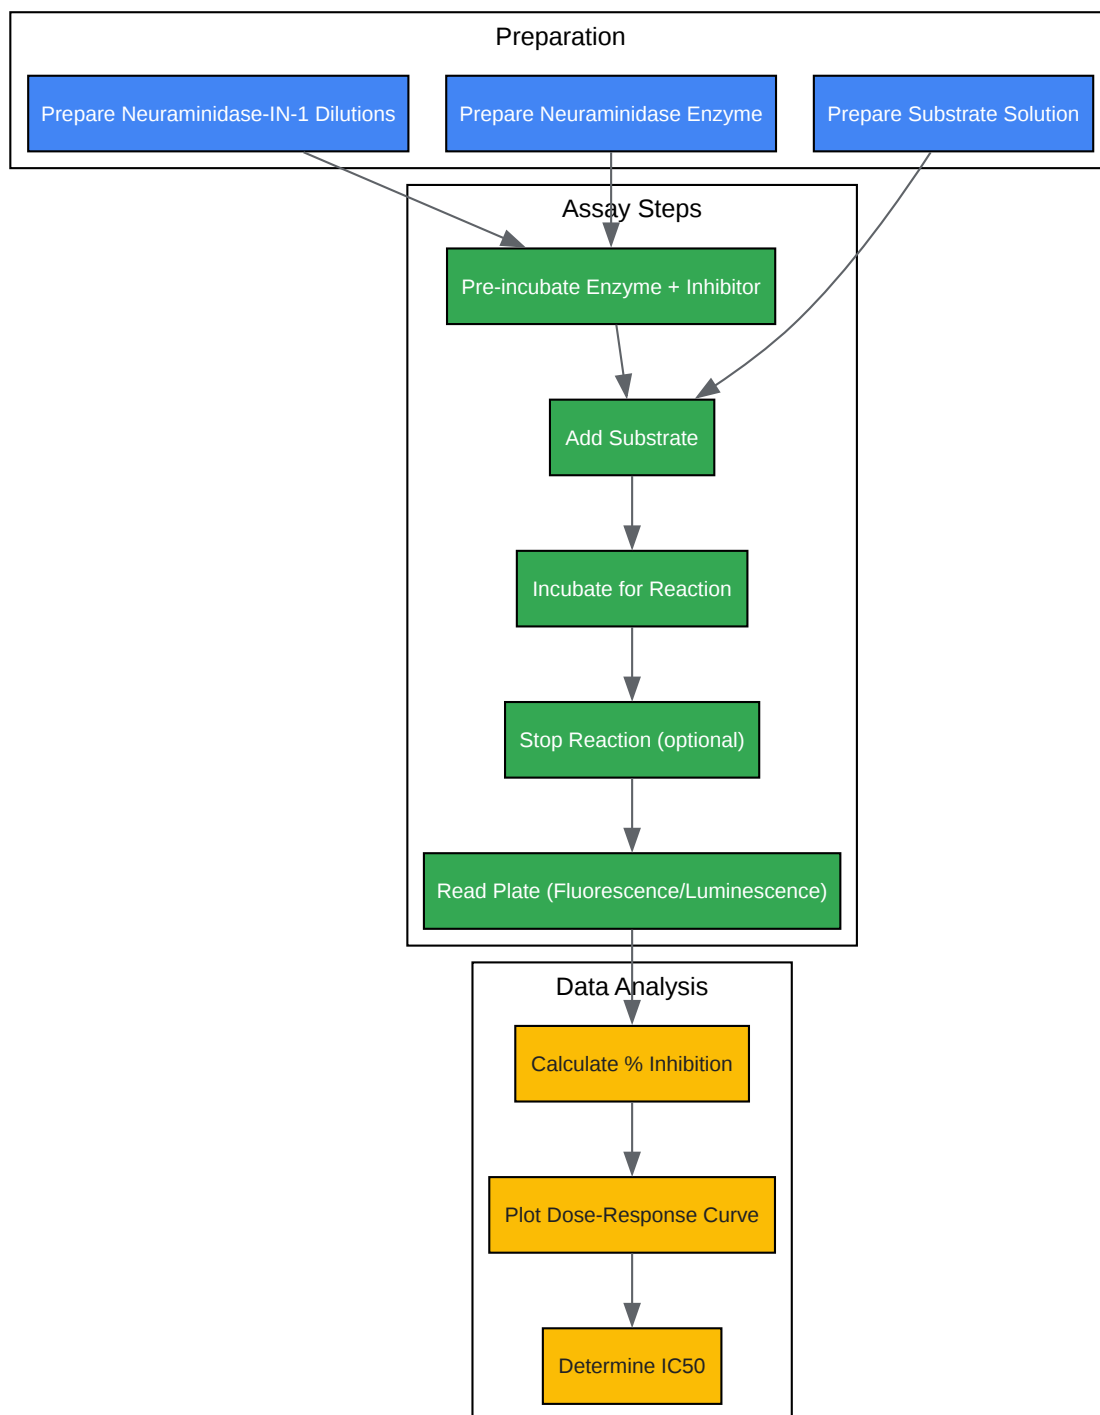 Preparation
Prepare Neuraminidase-IN-1 Dilutions
Prepare Neuraminidase Enzyme
Prepare Substrate Solution
Assay Steps
Pre-incubate Enzyme + Inhibitor
Add Substrate
Incubate for Reaction
Stop Reaction (optional)
Read Plate (Fluorescence/Luminescence)
Data Analysis
Calculate % Inhibition
Plot Dose-Response Curve
Determine IC50